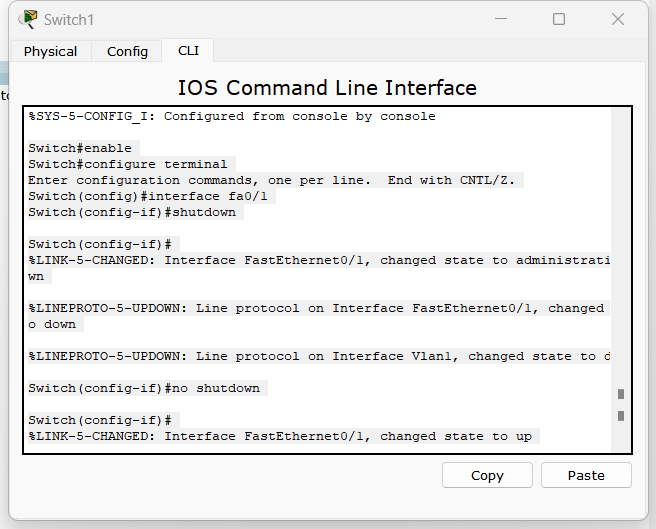 Switch1
Physical Config CLI
IOS Command Line Interface
%SYS-5-CONFIG_I: Configured from console by console
Switch#enable
Switch#configure terminal
Enter configuration commands, one per line.  End with CNTL/Z.
Switch(config)#interface fa0/1
Switch(config-if)#shutdown
Switch(config-if)#
%LINK-5-CHANGED: Interface FastEthernet0/1, changed state to administrati
wn
%LINEPROTO-5-UPDOWN: Line protocol on Interface FastEthernet0/1, changed
o down
%LINEPROTO-5-UPDOWN: Line protocol on Interface Vlan1, changed state to d
Switch(config-if)#no shutdown
Switch(config-if)#
%LINK-5-CHANGED: Interface FastEthernet0/1, changed state to up
Copy Paste